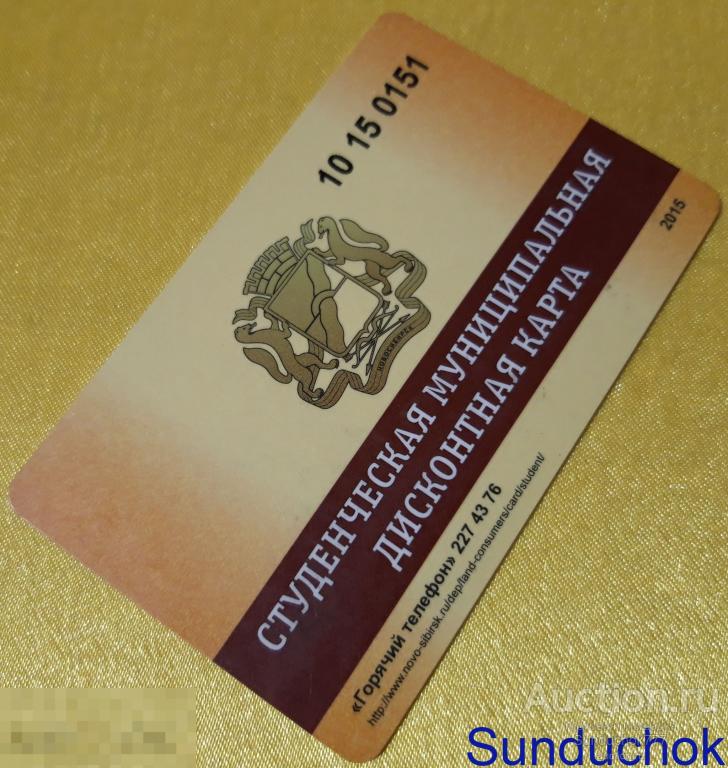 10 15 0151
НОВОСИБИРСК
СТУДЕНЧЕСКАЯ МУНИЦИПАЛЬНАЯ
ДИСКОНТНАЯ КАРТА
2015
«Горячий телефон» 227 43 76
http://www.novo-sibirsk.ru/dep/land-consumers/card/student/
Auction.ru
Sunduchok